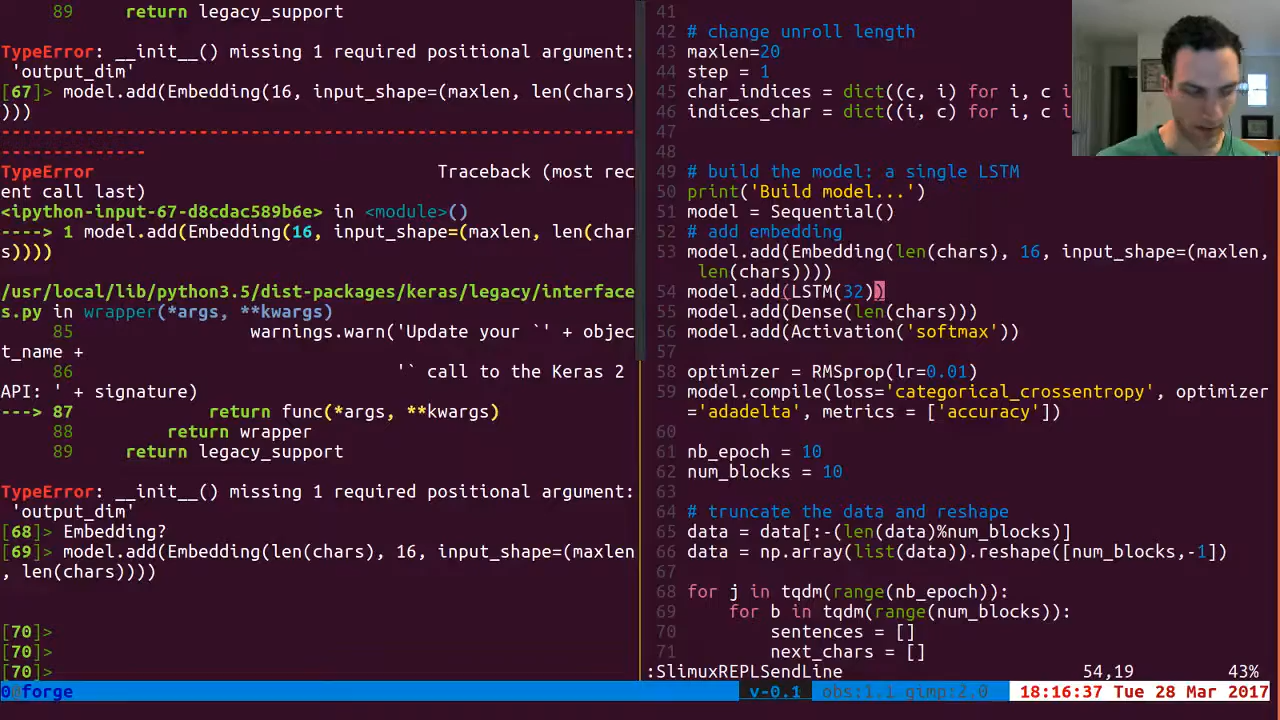 89     return legacy_support
TypeError: __init__() missing 1 required positional argument:
'output_dim'
[67]> model.add(Embedding(16, input_shape=(maxlen, len(chars)
)))
---------------------------------------------------------------------------
TypeError                                 Traceback (most rec
ent call last)
<ipython-input-67-d8cdac589b6e> in <module>()
----> 1 model.add(Embedding(16, input_shape=(maxlen, len(char
s))))
/usr/local/lib/python3.5/dist-packages/keras/legacy/interface
s.py in wrapper(*args, **kwargs)
85                     warnings.warn('Update your `' + objec
t_name +
86                                   '` call to the Keras 2
API: ' + signature)
---> 87             return func(*args, **kwargs)
88         return wrapper
89     return legacy_support
TypeError: __init__() missing 1 required positional argument:
'output_dim'
[68]> Embedding?
[69]> model.add(Embedding(len(chars), 16, input_shape=(maxlen
, len(chars))))
[70]>
[70]>
[70]>
41
42 # change unroll length
43 maxlen=20
44 step = 1
45 char_indices = dict((c, i) for i, c i
46 indices_char = dict((i, c) for i, c i
47
48
49 # build the model: a single LSTM
50 print('Build model...')
51 model = Sequential()
52 # add embedding
53 model.add(Embedding(len(chars), 16, input_shape=(maxlen,
len(chars))))
54 model.add(LSTM(32))
55 model.add(Dense(len(chars)))
56 model.add(Activation('softmax'))
57
58 optimizer = RMSprop(lr=0.01)
59 model.compile(loss='categorical_crossentropy', optimizer
='adadelta', metrics = ['accuracy'])
60
61 nb_epoch = 10
62 num_blocks = 10
63
64 # truncate the data and reshape
65 data = data[:-(len(data)%num_blocks)]
66 data = np.array(list(data)).reshape([num_blocks,-1])
67
68 for j in tqdm(range(nb_epoch)):
69     for b in tqdm(range(num_blocks)):
70         sentences = []
71         next_chars = []
:SlimuxREPLSendLine 54,19 43%
0@forge v-0.1 obs:1.1 gimp:2.0 18:16:37 Tue 28 Mar 2017